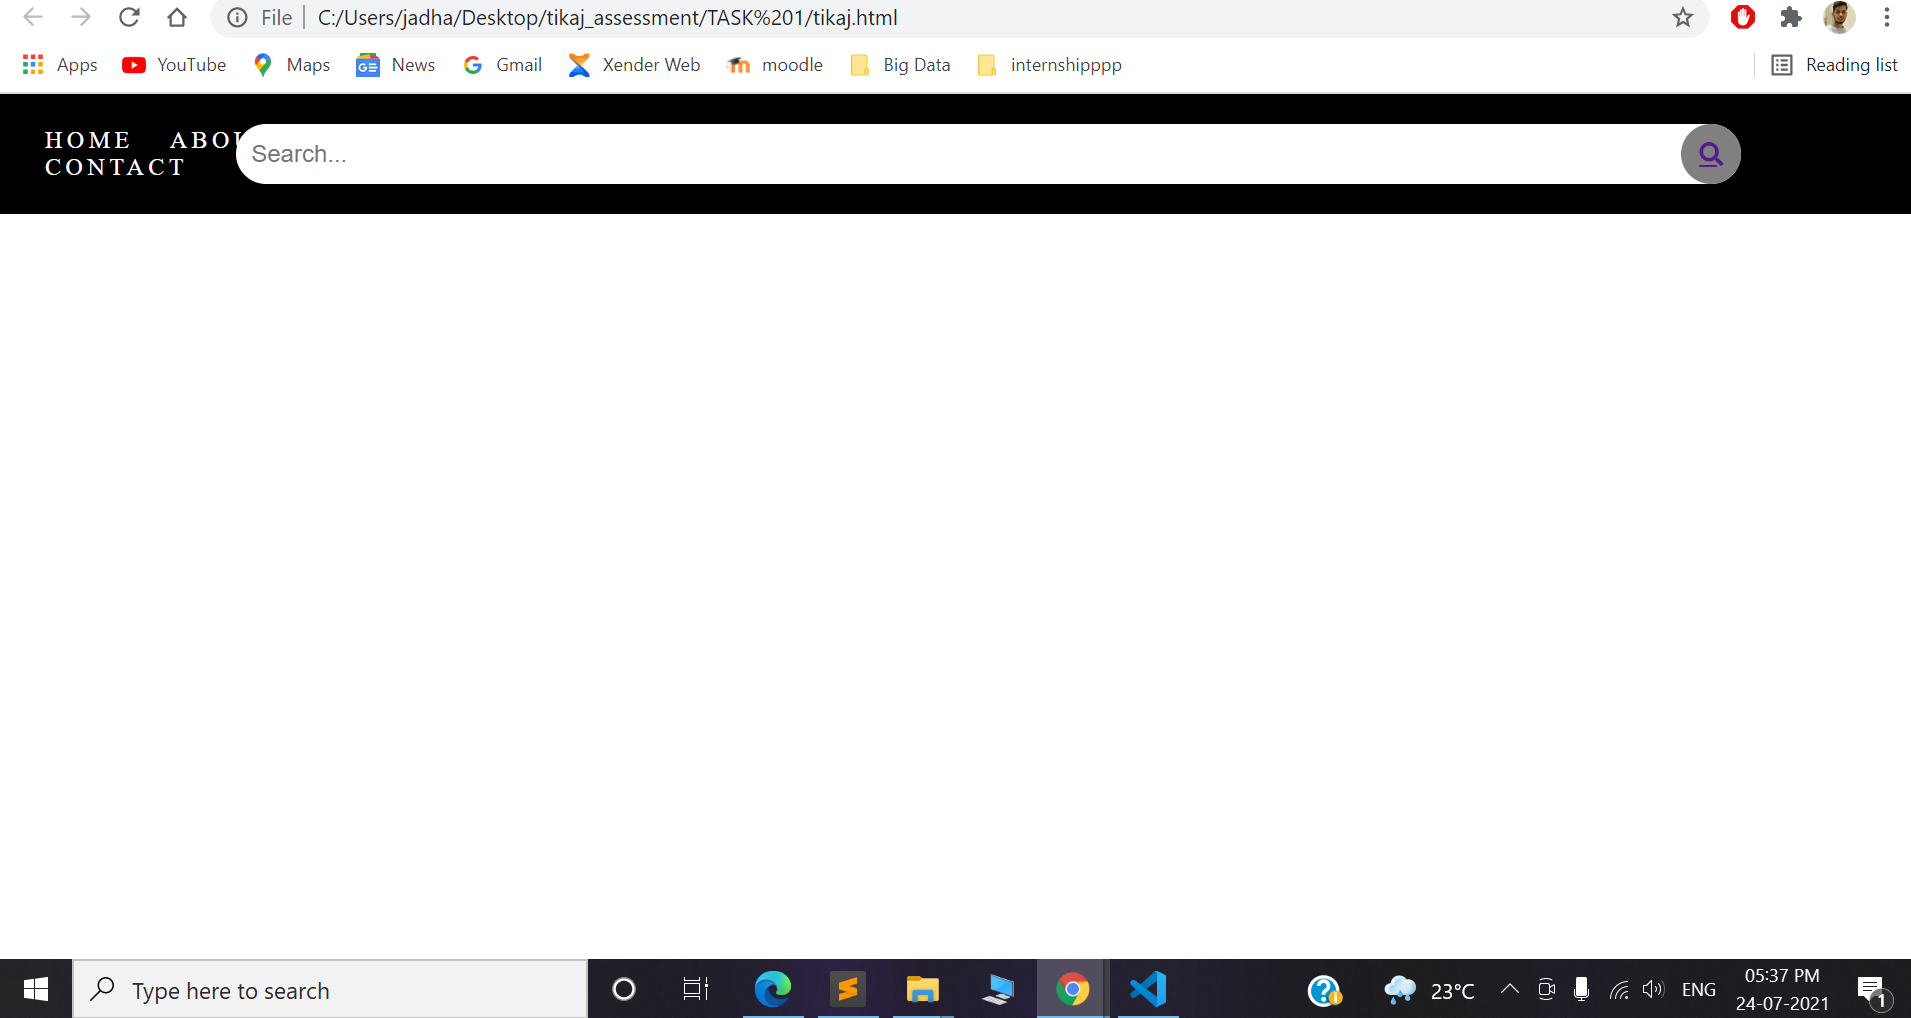 File | C:/Users/jadha/Desktop/tikaj_assessment/TASK%201/tikaj.html
Apps YouTube Maps News Gmail Xender Web moodle Big Data internshipppp Reading list
HOME ABOU Search...
CONTACT
Type here to search 23°C ENG 05:37 PM
24-07-2021 1